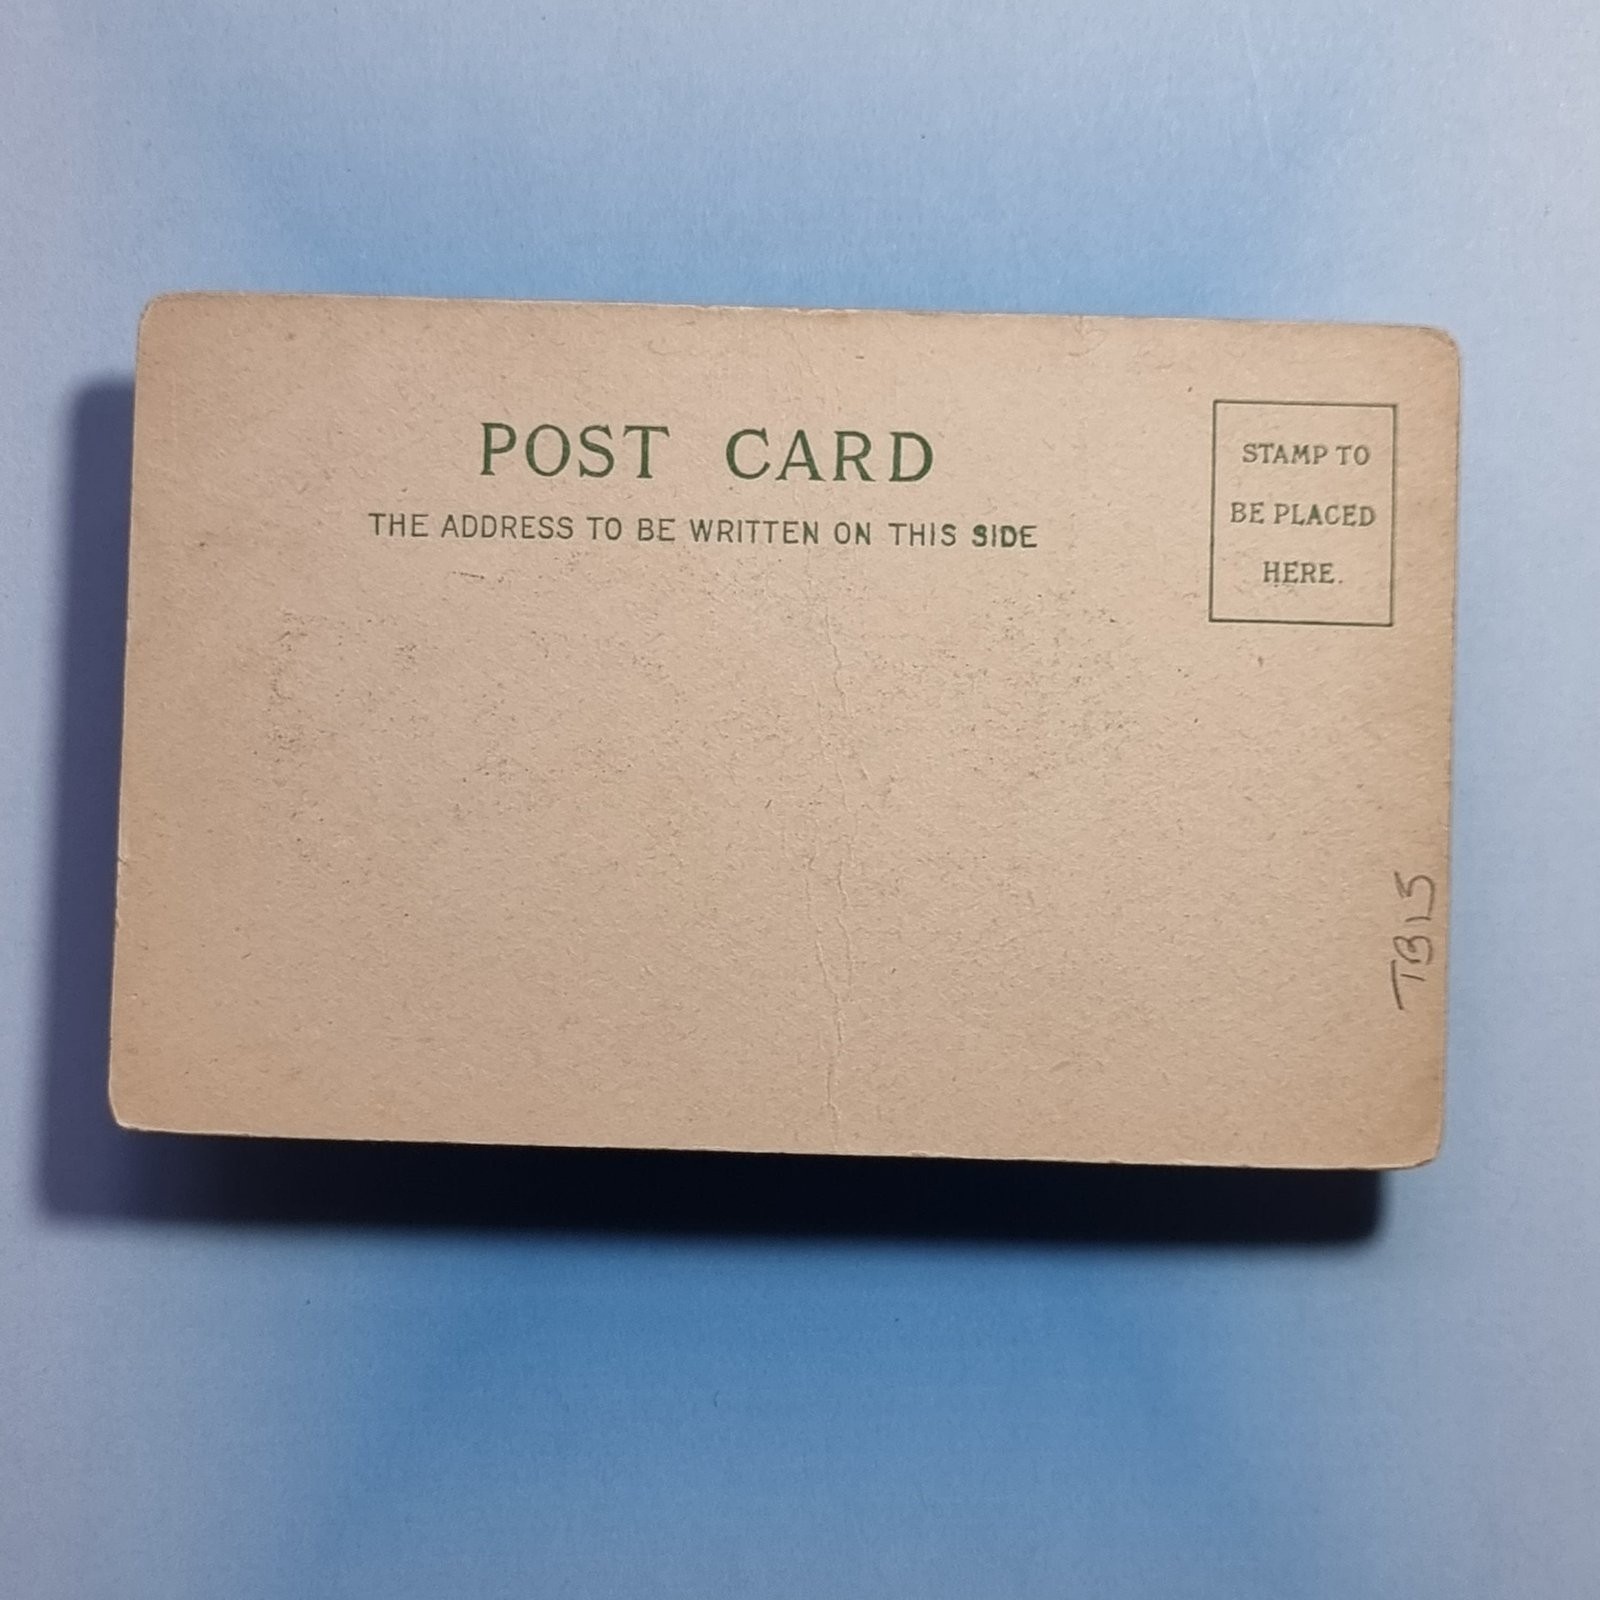 POST CARD
THE ADDRESS TO BE WRITTEN ON THIS SIDE
STAMP TO
BE PLACED
HERE.
TB15